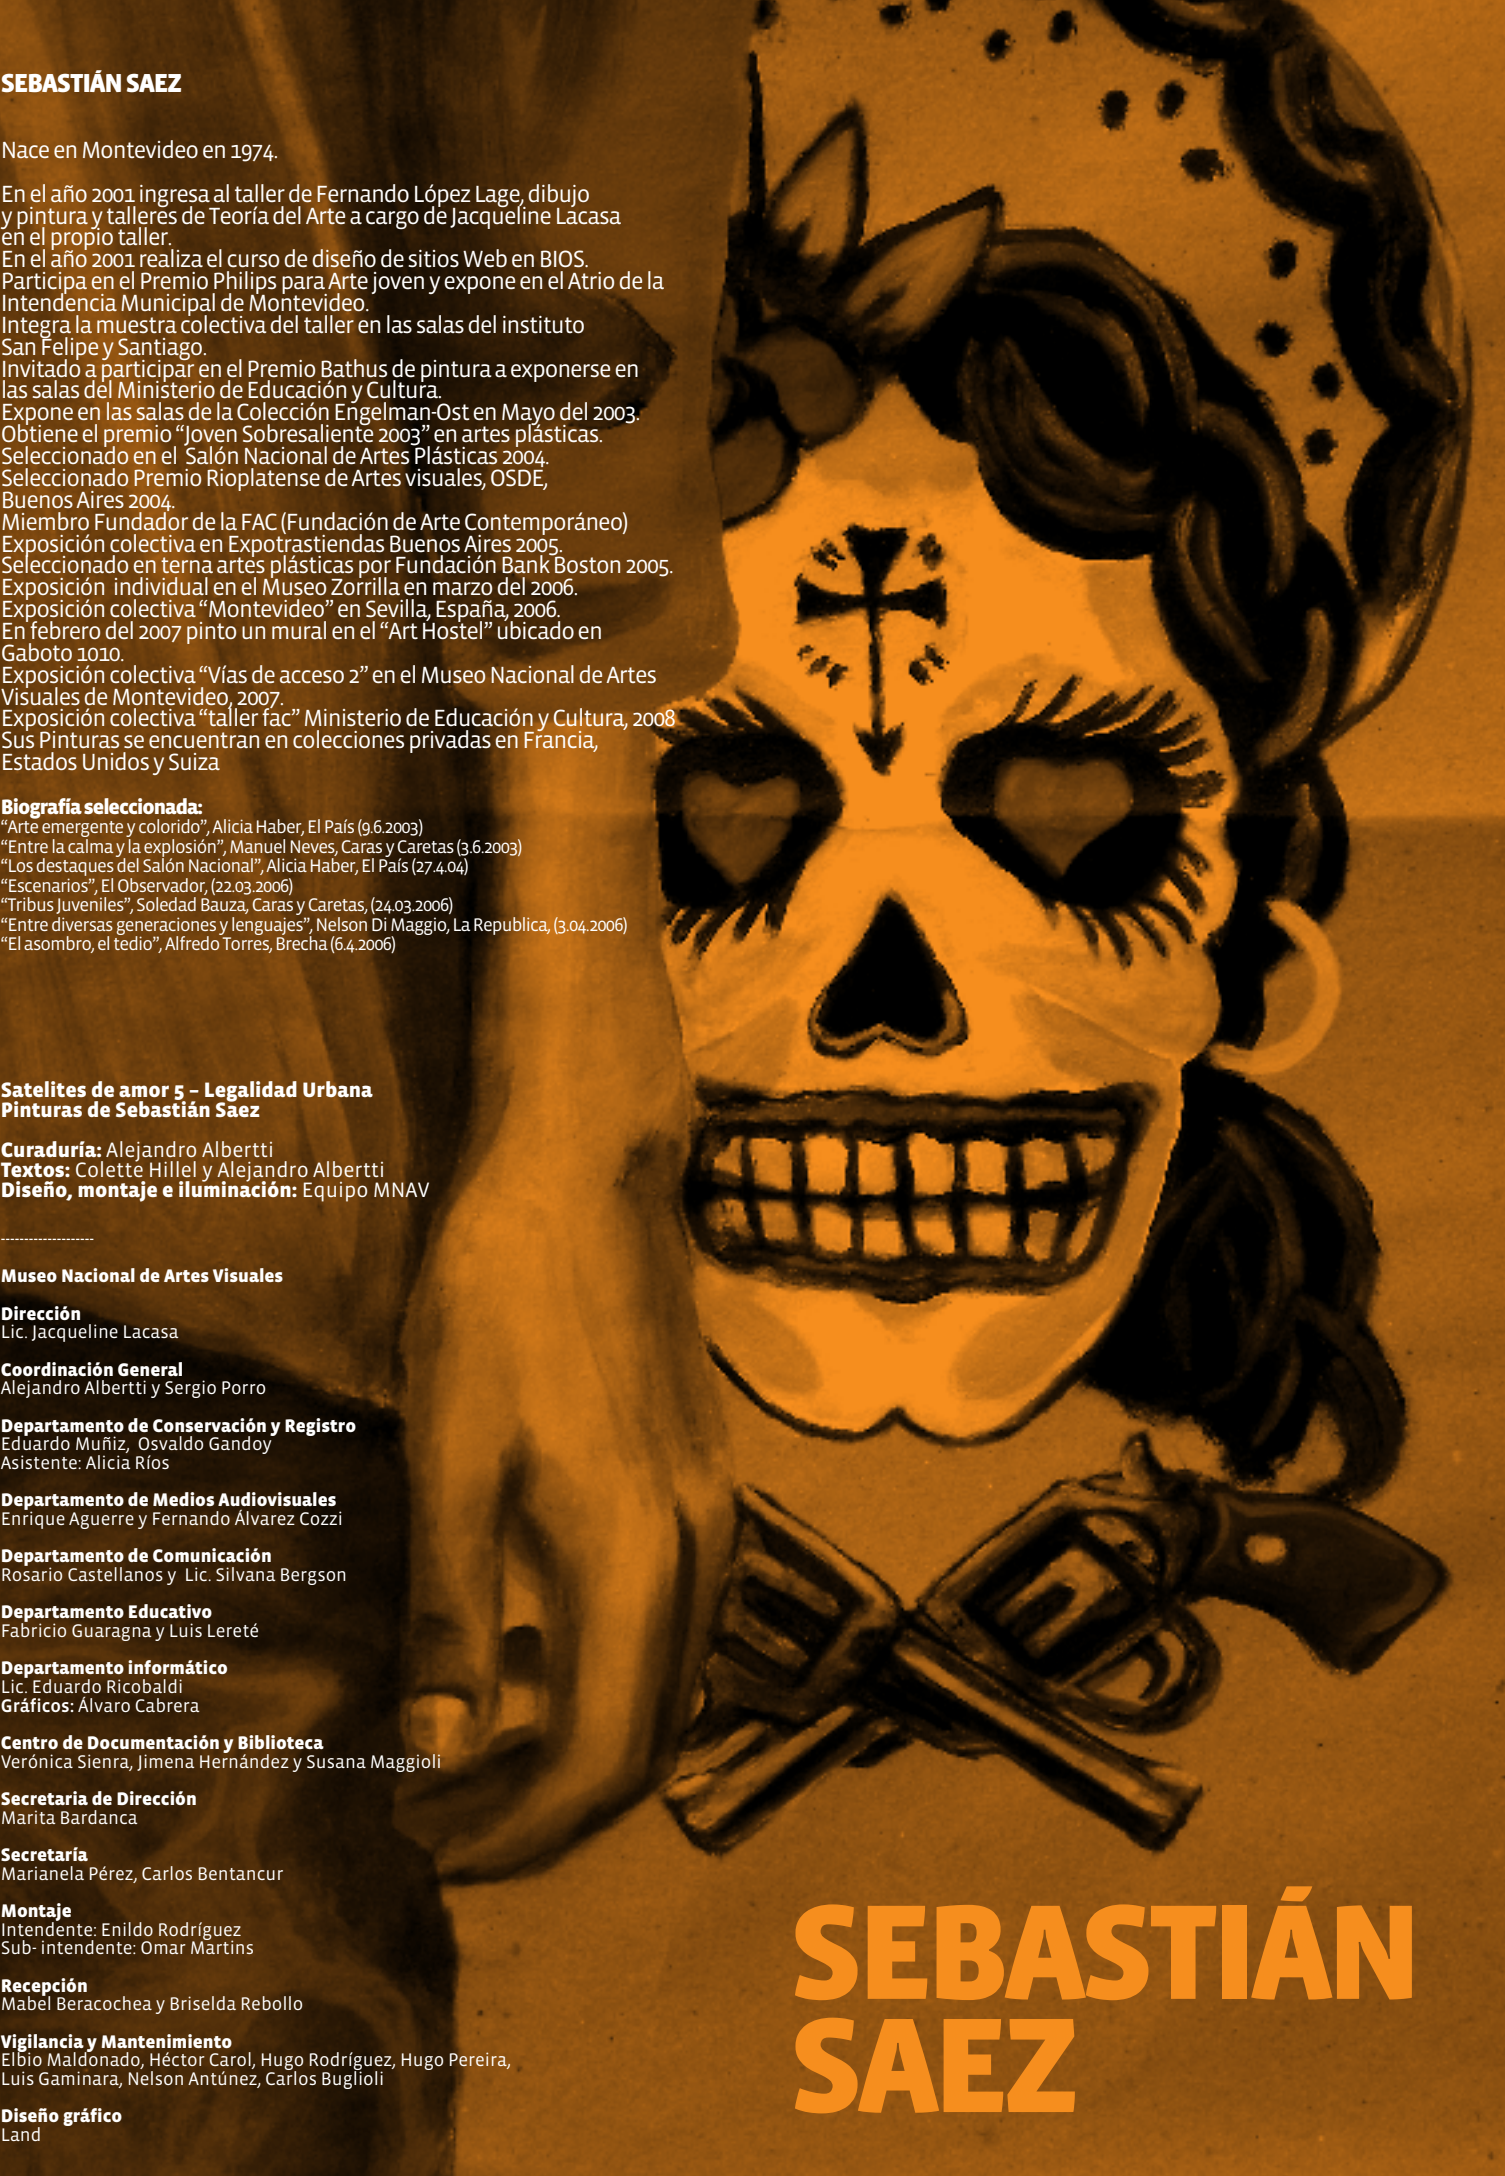 SEBASTIÁN SAEZ
Nace en Montevideo en 1974.
En el año 2001 ingresa al taller de Fernando López Lage, dibujo
y pintura y talleres de Teoría del Arte a cargo de Jacqueline Lacasa
en el propio taller.
En el año 2001 realiza el curso de diseño de sitios Web en BIOS.
Participa en el Premio Philips para Arte joven y expone en el Atrio de la
Intendencia Municipal de Montevideo.
Integra la muestra colectiva del taller en las salas del instituto
San Felipe y Santiago.
Invitado a participar en el Premio Bathus de pintura a exponerse en
las salas del Ministerio de Educación y Cultura.
Expone en las salas de la Colección Engelman-Ost en Mayo del 2003.
Obtiene el premio “Joven Sobresaliente 2003” en artes plásticas.
Seleccionado en el Salón Nacional de Artes Plásticas 2004.
Seleccionado Premio Rioplatense de Artes visuales, OSDE,
Buenos Aires 2004.
Miembro Fundador de la FAC (Fundación de Arte Contemporáneo)
Exposición colectiva en Expotrastiendas Buenos Aires 2005.
Seleccionado en terna artes plásticas por Fundación Bank Boston 2005.
Exposición individual en el Museo Zorrilla en marzo del 2006.
Exposición colectiva “Montevideo” en Sevilla, España, 2006.
En febrero del 2007 pinto un mural en el “Art Hostel” ubicado en
Gaboto 1010.
Exposición colectiva “Vías de acceso 2” en el Museo Nacional de Artes
Visuales de Montevideo, 2007.
Exposición colectiva “taller fac” Ministerio de Educación y Cultura, 2008
Sus Pinturas se encuentran en colecciones privadas en Francia,
Estados Unidos y Suiza
Biografía seleccionada:
“Arte emergente y colorido”, Alicia Haber, El País (9.6.2003)
“Entre la calma y la explosión”, Manuel Neves, Caras y Caretas (3.6.2003)
“Los destaques del Salón Nacional”, Alicia Haber, El País (27.4.04)
“Escenarios”, El Observador, (22.03.2006)
“Tribus Juveniles”, Soledad Bauza, Caras y Caretas, (24.03.2006)
“Entre diversas generaciones y lenguajes”, Nelson Di Maggio, La Republica, (3.04.2006)
“El asombro, el tedio”, Alfredo Torres, Brecha (6.4.2006)
Satelites de amor 5 – Legalidad Urbana
Pinturas de Sebastián Saez
Curaduría: Alejandro Albertti
Textos: Colette Hillel y Alejandro Albertti
Diseño, montaje e iluminación: Equipo MNAV
--------------------
Museo Nacional de Artes Visuales
Dirección
Lic. Jacqueline Lacasa
Coordinación General
Alejandro Albertti y Sergio Porro
Departamento de Conservación y Registro
Eduardo Muñiz, Osvaldo Gandoy
Asistente: Alicia Ríos
Departamento de Medios Audiovisuales
Enrique Aguerre y Fernando Álvarez Cozzi
Departamento de Comunicación
Rosario Castellanos y Lic. Silvana Bergson
Departamento Educativo
Fabricio Guaragna y Luis Lereté
Departamento informático
Lic. Eduardo Ricobaldi
Gráficos: Álvaro Cabrera
Centro de Documentación y Biblioteca
Verónica Sienra, Jimena Hernández y Susana Maggioli
Secretaria de Dirección
Marita Bardanca
Secretaría
Marianela Pérez, Carlos Bentancur
Montaje
Intendente: Enildo Rodríguez
Sub- intendente: Omar Martins
Recepción
Mabel Beracochea y Briselda Rebollo
Vigilancia y Mantenimiento
Elbio Maldonado, Héctor Carol, Hugo Rodríguez, Hugo Pereira,
Luis Gaminara, Nelson Antúnez, Carlos Buglioli
Diseño gráfico
Land
SEBASTIÁN
SAEZ